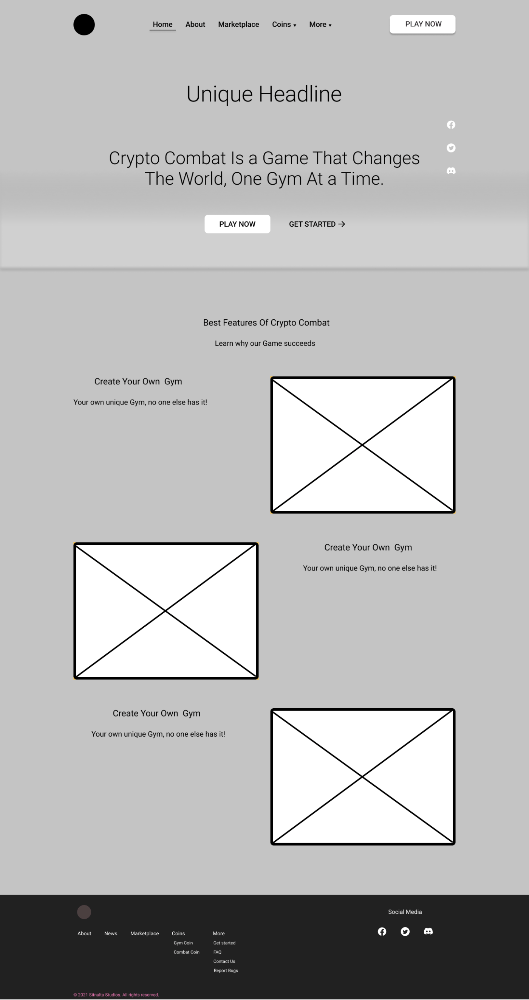 Home About Marketplace Coins ▾ More ▾ PLAY NOW
Unique Headline
Crypto Combat Is a Game That Changes
The World, One Gym At a Time.
PLAY NOW GET STARTED →
Best Features Of Crypto Combat
Learn why our Game succeeds
Create Your Own Gym
Your own unique Gym, no one else has it!
Create Your Own Gym
Your own unique Gym, no one else has it!
Create Your Own Gym
Your own unique Gym, no one else has it!
Social Media
About News Marketplace Coins More
Gym Coin Get started
Combat Coin FAQ
Contact Us
Report Bugs
© 2021 Sitnalta Studios. All rights reserved.